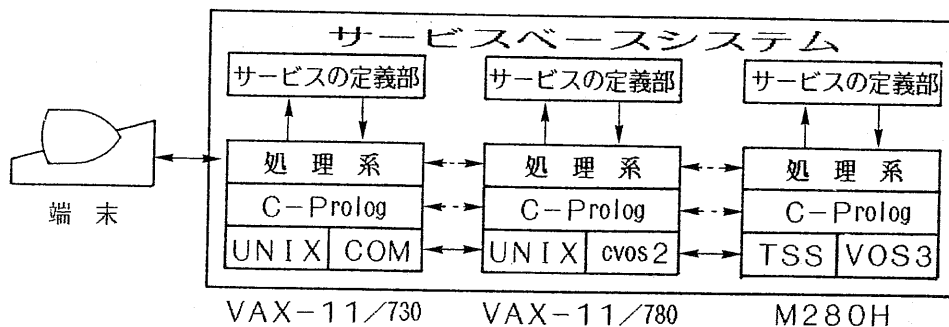 サービスベースシステム
サービスの定義部 サービスの定義部 サービスの定義部
処理系 処理系 処理系
端末
C-Prolog C-Prolog C-Prolog
UNIX COM UNIX cvos2 TSS VOS3
VAX-11/730 VAX-11/780 M280H